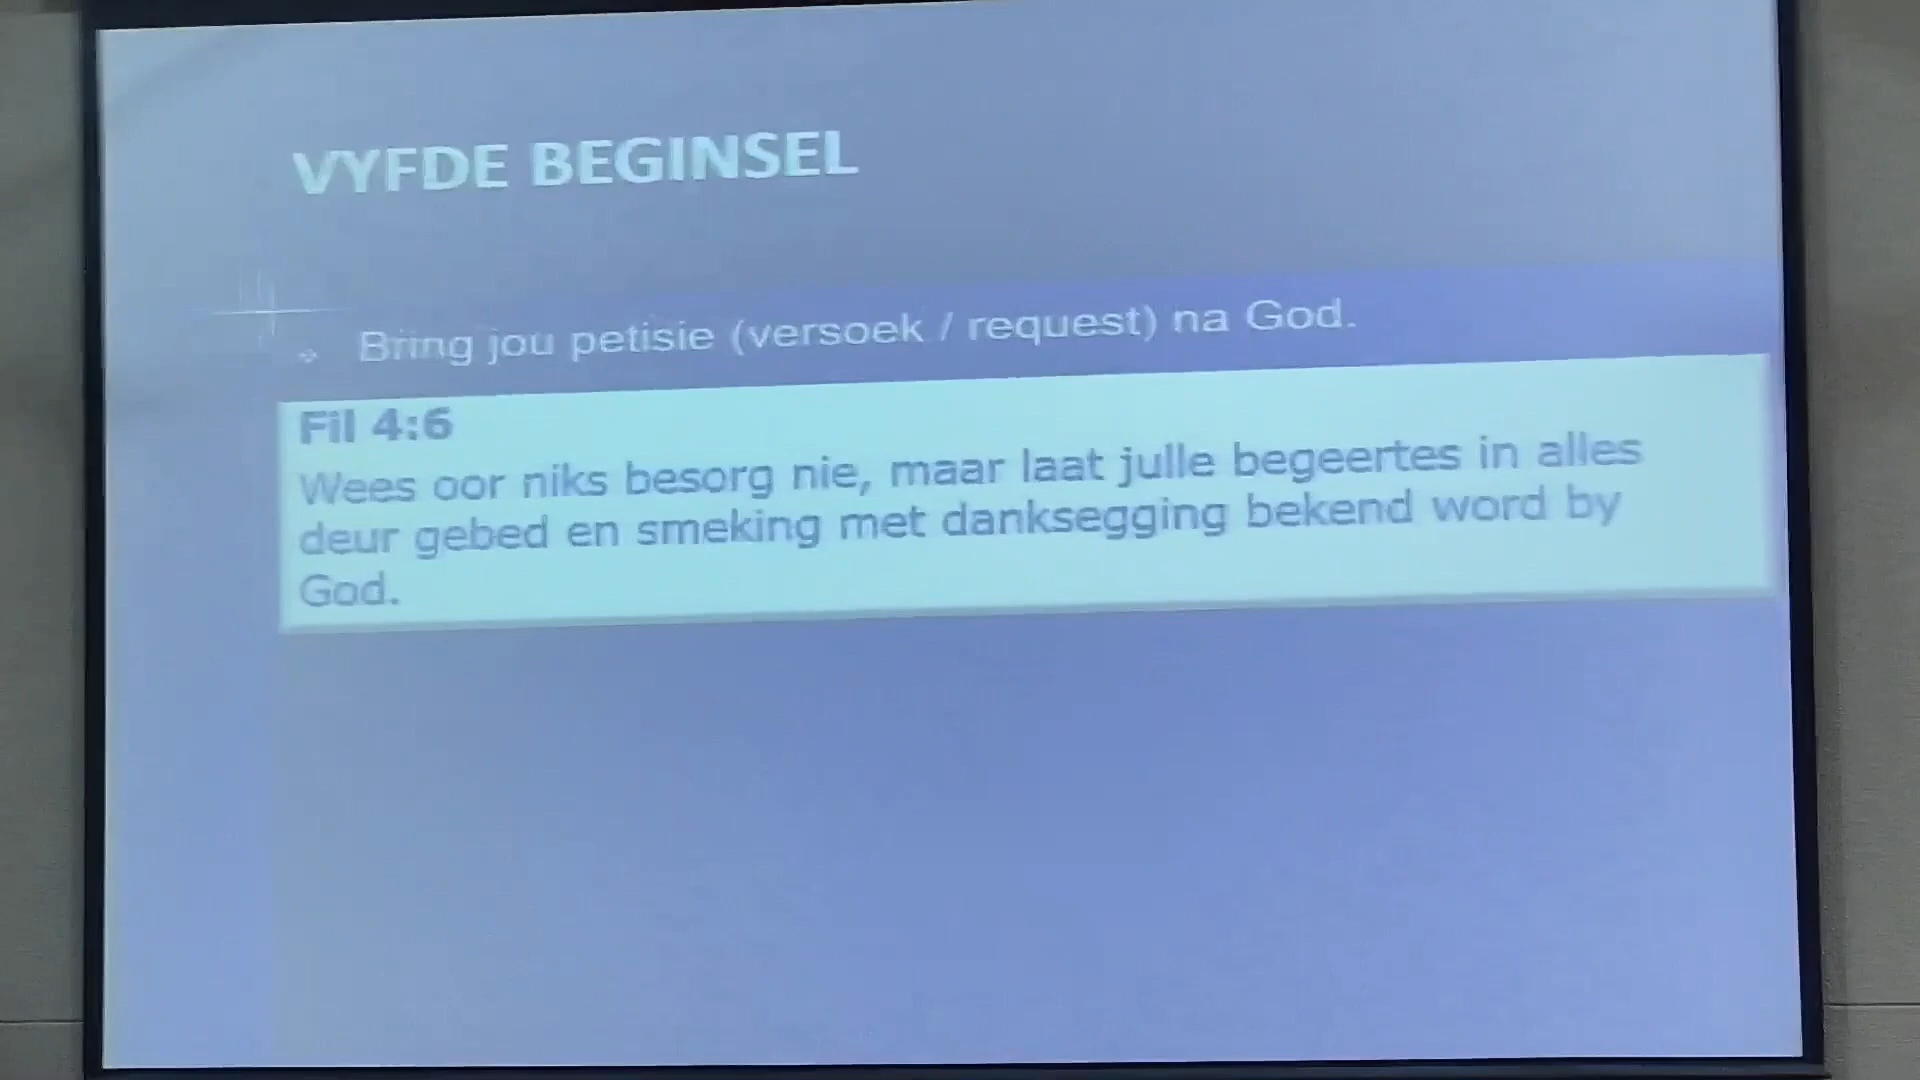 VYFDE BEGINSEL
Bring jou petisie (versoek / request) na God.
Fil 4:6
Wees oor niks besorg nie, maar laat julle begeertes in alles
deur gebed en smeking met danksegging bekend word by
God.